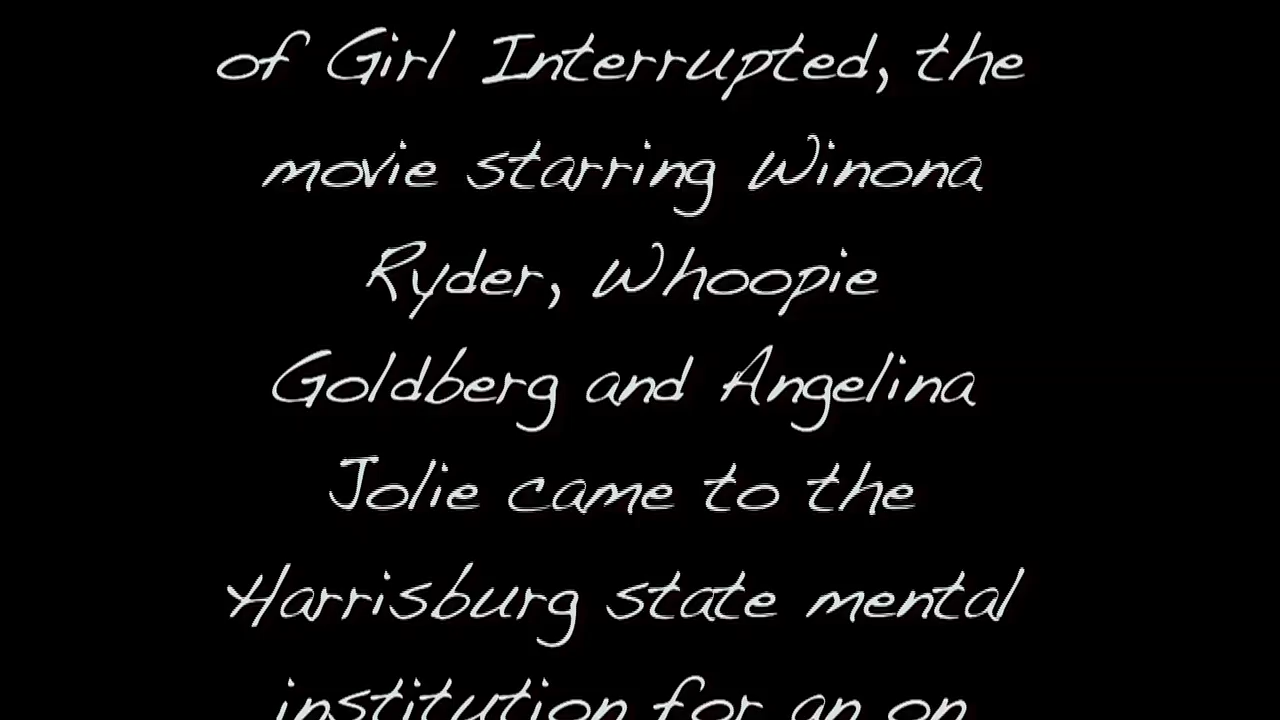 of Girl Interrupted, the
movie starring Winona
Ryder, Whoopie
Goldberg and Angelina
Jolie came to the
Harrisburg state mental
institution for an on